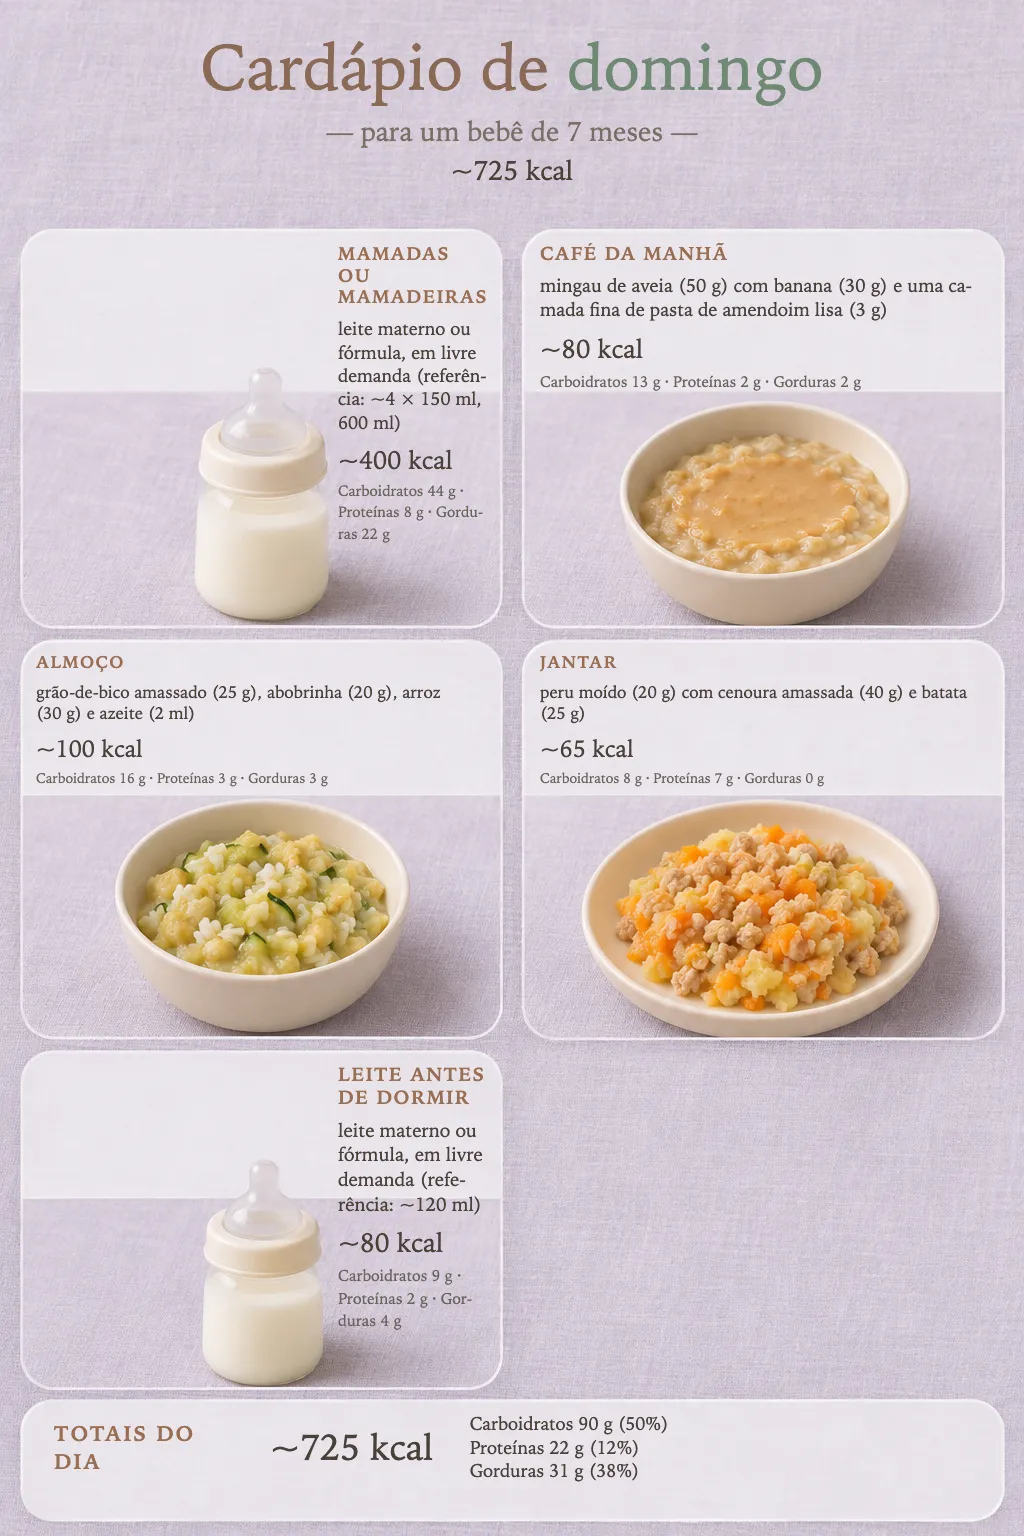 Cardápio de domingo
— para um bebê de 7 meses —
~725 kcal
MAMADAS
OU
MAMADEIRAS
leite materno ou
fórmula, em livre
demanda (referên-
cia: ~4 × 150 ml,
600 ml)
~400 kcal
Carboidratos 44 g ·
Proteínas 8 g · Gordu-
ras 22 g
CAFÉ DA MANHÃ
mingau de aveia (50 g) com banana (30 g) e uma ca-
mada fina de pasta de amendoim lisa (3 g)
~80 kcal
Carboidratos 13 g · Proteínas 2 g · Gorduras 2 g
ALMOÇO
grão-de-bico amassado (25 g), abobrinha (20 g), arroz
(30 g) e azeite (2 ml)
~100 kcal
Carboidratos 16 g · Proteínas 3 g · Gorduras 3 g
JANTAR
peru moído (20 g) com cenoura amassada (40 g) e batata
(25 g)
~65 kcal
Carboidratos 8 g · Proteínas 7 g · Gorduras 0 g
LEITE ANTES
DE DORMIR
leite materno ou
fórmula, em livre
demanda (refe-
rência: ~120 ml)
~80 kcal
Carboidratos 9 g ·
Proteínas 2 g · Gor-
duras 4 g
TOTAIS DO
DIA
~725 kcal
Carboidratos 90 g (50%)
Proteínas 22 g (12%)
Gorduras 31 g (38%)